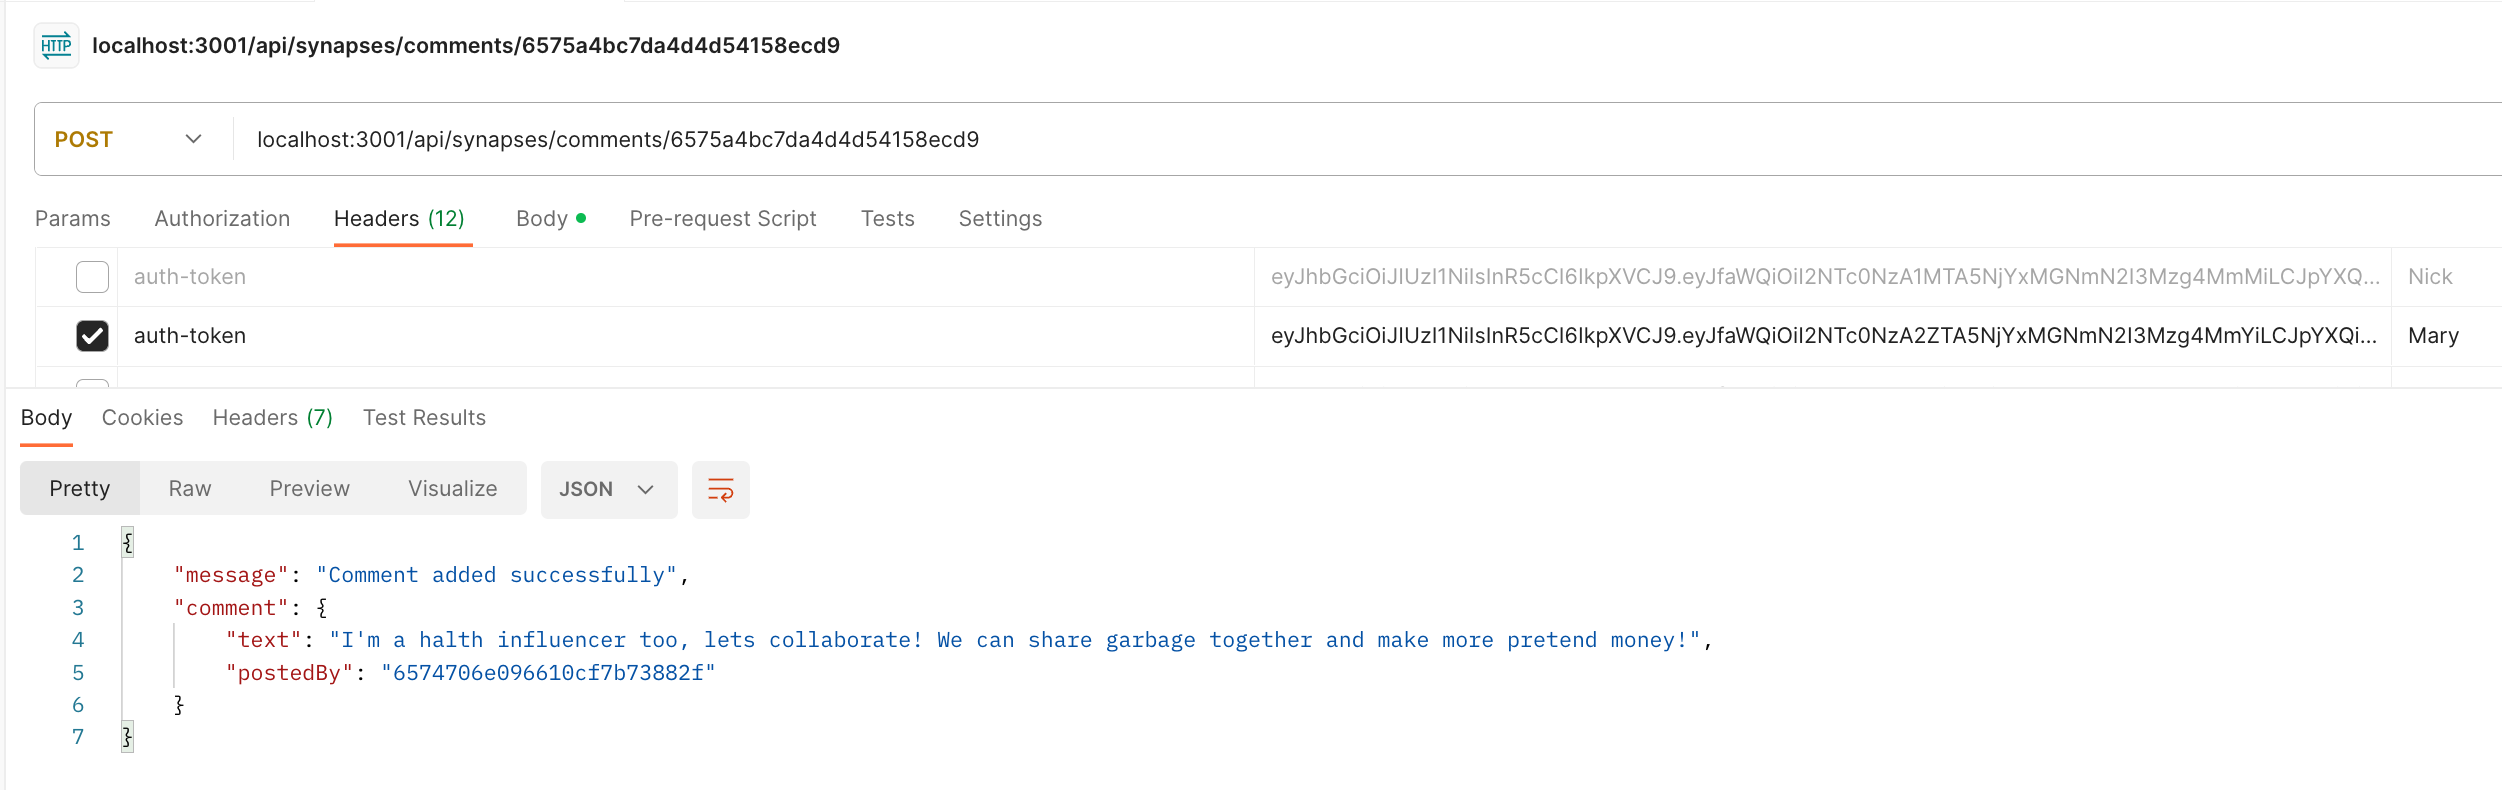 HTTP localhost:3001/api/synapses/comments/6575a4bc7da4d4d54158ecd9
POST localhost:3001/api/synapses/comments/6575a4bc7da4d4d54158ecd9
Params Authorization Headers (12) Body Pre-request Script Tests Settings
auth-token eyJhbGciOiJIUzI1NiIsInR5cCI6IkpXVCJ9.eyJfaWQiOiI2NTc0NzA1MTA5NjYxMGNmN2I3Mzg4MmMiLCJpYXQ... Nick
auth-token eyJhbGciOiJIUzI1NiIsInR5cCI6IkpXVCJ9.eyJfaWQiOiI2NTc0NzA2ZTA5NjYxMGNmN2I3Mzg4MmYiLCJpYXQi... Mary
Body Cookies Headers (7) Test Results
Pretty Raw Preview Visualize JSON
1 {
2 "message": "Comment added successfully",
3 "comment": {
4 "text": "I'm a halth influencer too, lets collaborate! We can share garbage together and make more pretend money!",
5 "postedBy": "6574706e096610cf7b73882f"
6 }
7 }